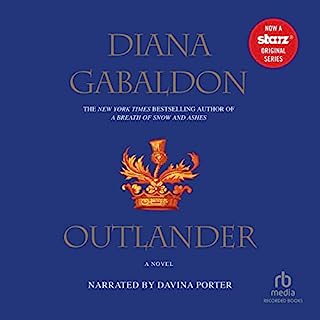 DIANA
GABALDON
NOW A
starz
ORIGINAL
SERIES
THE NEW YORK TIMES BESTSELLING AUTHOR OF
A BREATH OF SNOW AND ASHES
OUTLANDER
A NOVEL
NARRATED BY DAVINA PORTER
rb
media
RECORDED BOOKS